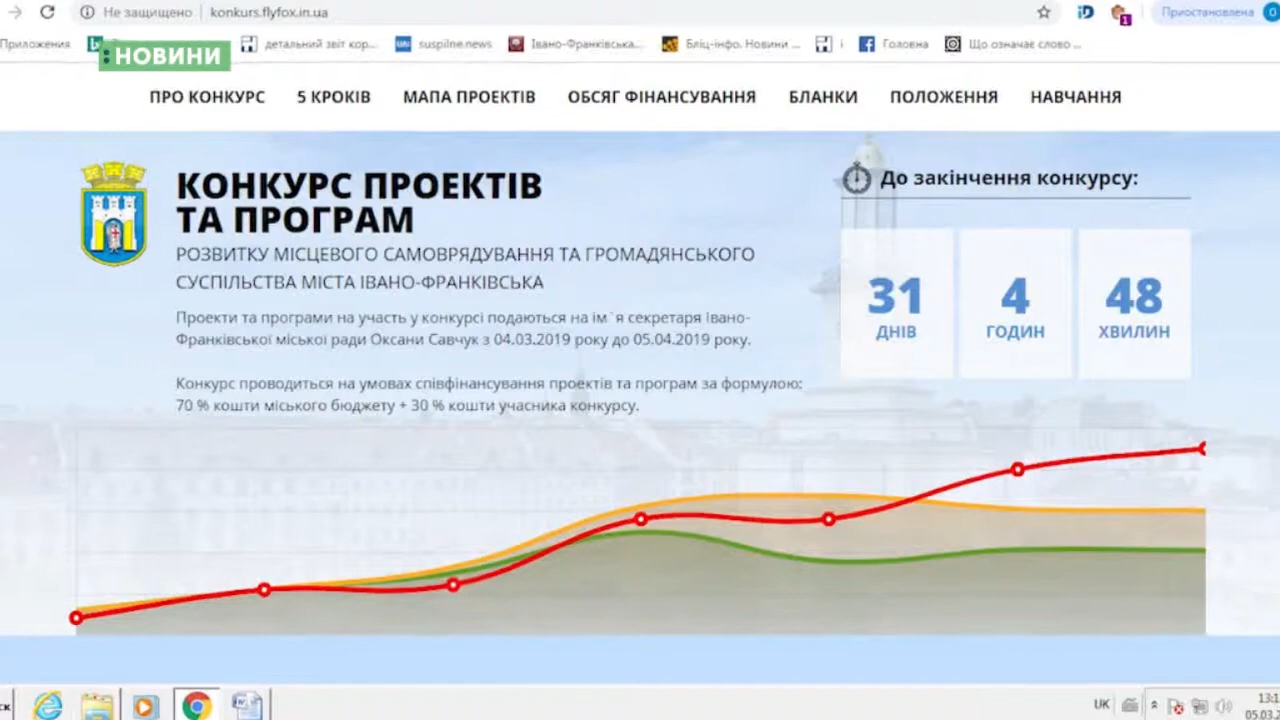 Не защищено
konkurs.flyfox.in.ua
Приостановлена
Приложения
детальний звіт кор...
suspilne.news
Івано-Франківська...
Бліц-інфо. Новини ...
і
Головна
Що означає слово ...
НОВИНИ
ПРО КОНКУРС
5 КРОКІВ
МАПА ПРОЕКТІВ
ОБСЯГ ФІНАНСУВАННЯ
БЛАНКИ
ПОЛОЖЕННЯ
НАВЧАННЯ
КОНКУРС ПРОЕКТІВ
ТА ПРОГРАМ
РОЗВИТКУ МІСЦЕВОГО САМОВРЯДУВАННЯ ТА ГРОМАДЯНСЬКОГО
СУСПІЛЬСТВА МІСТА ІВАНО-ФРАНКІВСЬКА
Проекти та програми на участь у конкурсі подаються на ім`я секретаря Івано-
Франківської міської ради Оксани Савчук з 04.03.2019 року до 05.04.2019 року.
Конкурс проводиться на умовах співфінансування проектів та програм за формулою:
70 % кошти міського бюджету + 30 % кошти учасника конкурсу.
До закінчення конкурсу:
31
ДНІВ
4
ГОДИН
48
ХВИЛИН
UK